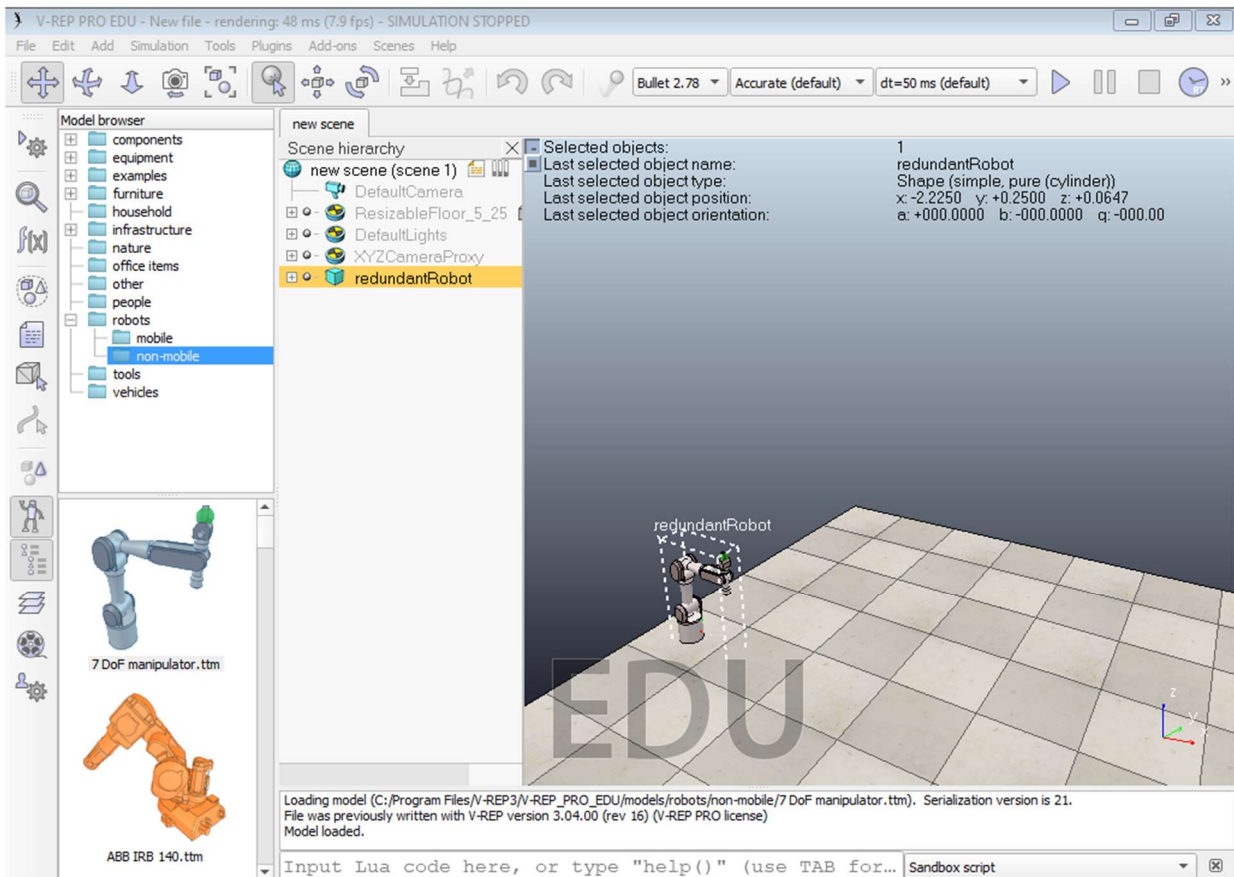 V-REP PRO EDU - New file - rendering: 48 ms (7.9 fps) - SIMULATION STOPPED
File Edit Add Simulation Tools Plugins Add-ons Scenes Help
Bullet 2.78 Accurate (default) dt=50 ms (default) RT »
Model browser
components
equipment
examples
furniture
household
infrastructure
nature
office items
other
people
robots
mobile
non-mobile
tools
vehicles
7 DoF manipulator.ttm
ABB IRB 140.ttm
new scene
Scene hierarchy
new scene (scene 1)
DefaultCamera
ResizableFloor_5_25
DefaultLights
XYZCameraProxy
redundantRobot
Selected objects: 1
Last selected object name: redundantRobot
Last selected object type: Shape (simple, pure (cylinder))
Last selected object position: x: -2.2250 y: +0.2500 z: +0.0647
Last selected object orientation: a: +000.0000 b: -000.0000 q: -000.00
redundantRobot
EDU
z
y
x
Loading model (C:/Program Files/V-REP3/V-REP_PRO_EDU/models/robots/non-mobile/7 DoF manipulator.ttm). Serialization version is 21.
File was previously written with V-REP version 3.04.00 (rev 16) (V-REP PRO license)
Model loaded.
Input Lua code here, or type "help()" (use TAB for... Sandbox script
f(x)